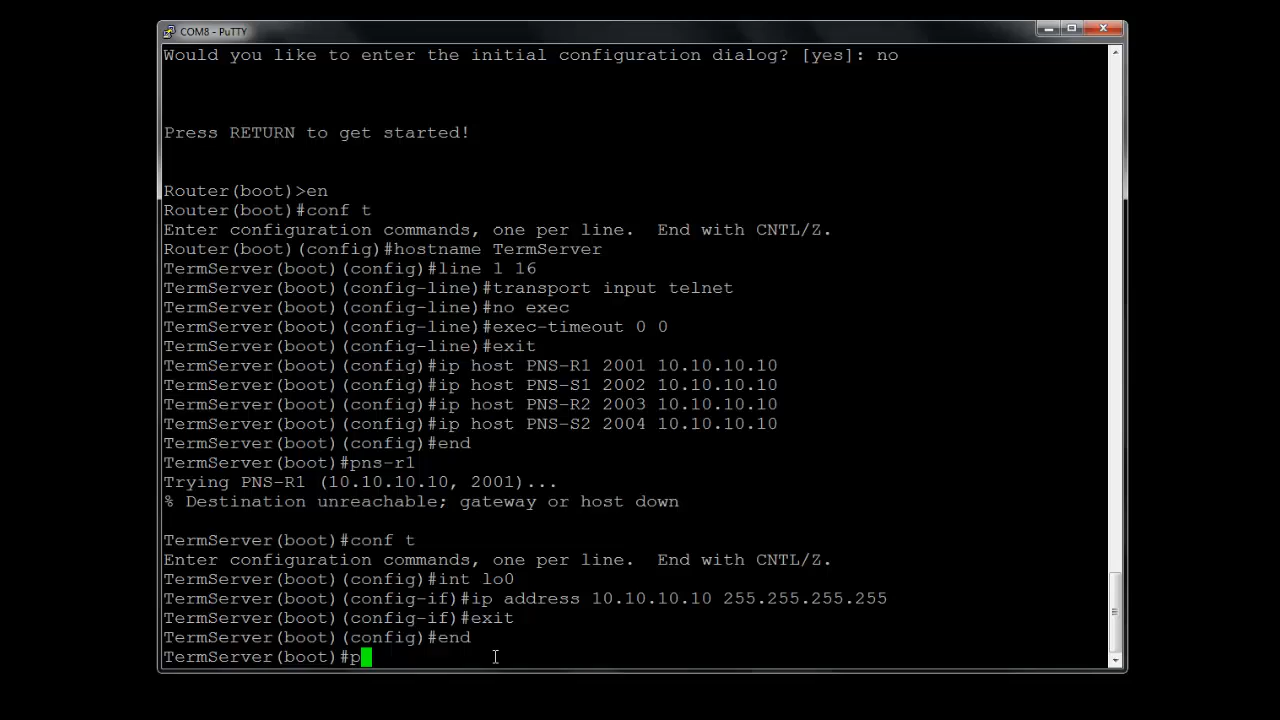 COM8 - PuTTY
Would you like to enter the initial configuration dialog? [yes]: no
Press RETURN to get started!
Router(boot)>en
Router(boot)#conf t
Enter configuration commands, one per line.  End with CNTL/Z.
Router(boot)(config)#hostname TermServer
TermServer(boot)(config)#line 1 16
TermServer(boot)(config-line)#transport input telnet
TermServer(boot)(config-line)#no exec
TermServer(boot)(config-line)#exec-timeout 0 0
TermServer(boot)(config-line)#exit
TermServer(boot)(config)#ip host PNS-R1 2001 10.10.10.10
TermServer(boot)(config)#ip host PNS-S1 2002 10.10.10.10
TermServer(boot)(config)#ip host PNS-R2 2003 10.10.10.10
TermServer(boot)(config)#ip host PNS-S2 2004 10.10.10.10
TermServer(boot)(config)#end
TermServer(boot)#pns-r1
Trying PNS-R1 (10.10.10.10, 2001)...
% Destination unreachable; gateway or host down
TermServer(boot)#conf t
Enter configuration commands, one per line.  End with CNTL/Z.
TermServer(boot)(config)#int lo0
TermServer(boot)(config-if)#ip address 10.10.10.10 255.255.255.255
TermServer(boot)(config-if)#exit
TermServer(boot)(config)#end
TermServer(boot)#p